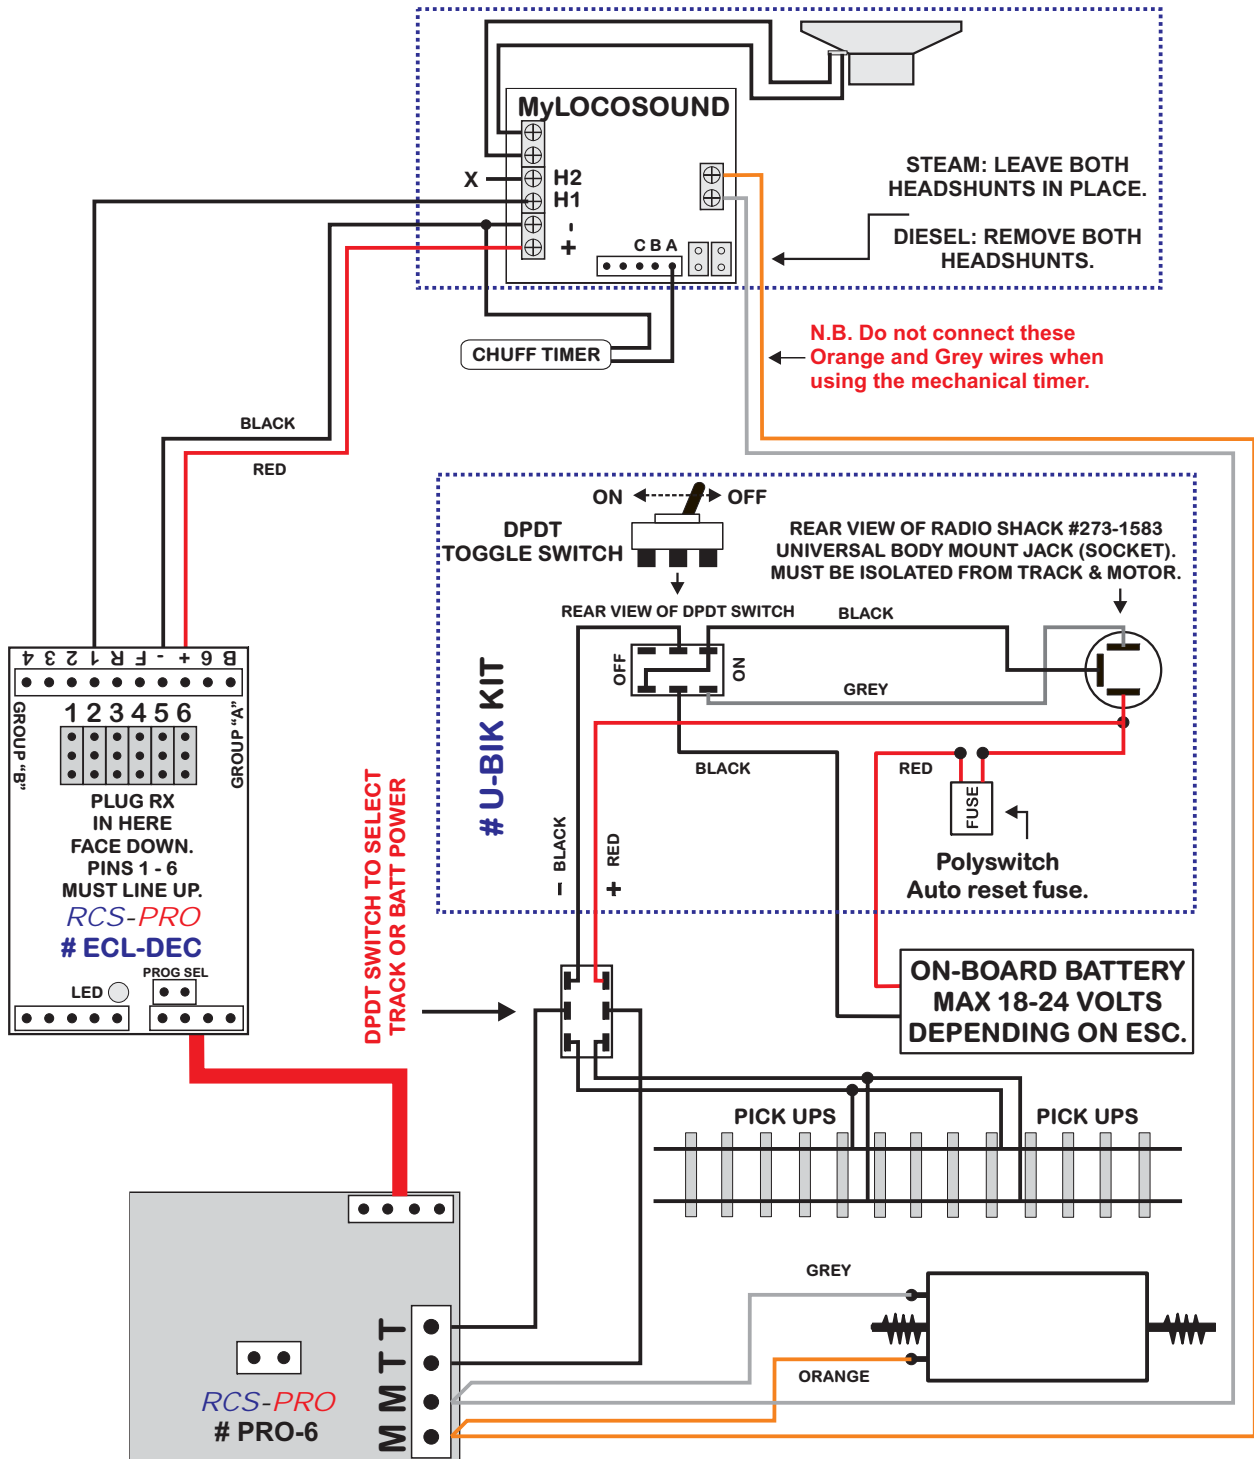 MyLOCOSOUND
X
H2
H1
-
+
C B A
STEAM: LEAVE BOTH
HEADSHUNTS IN PLACE.
DIESEL: REMOVE BOTH
HEADSHUNTS.
CHUFF TIMER
N.B. Do not connect these
Orange and Grey wires when
using the mechanical timer.
BLACK
RED
ON
OFF
DPDT
TOGGLE SWITCH
REAR VIEW OF RADIO SHACK #273-1583
UNIVERSAL BODY MOUNT JACK (SOCKET).
MUST BE ISOLATED FROM TRACK & MOTOR.
REAR VIEW OF DPDT SWITCH
BLACK
OFF
ON
GREY
BLACK
RED
FUSE
Polyswitch
Auto reset fuse.
# U-BIK KIT
- BLACK
+ RED
4 3 2 1 R F - + 6 B
GROUP "B"
GROUP "A"
1 2 3 4 5 6
PLUG RX
IN HERE
FACE DOWN.
PINS 1 - 6
MUST LINE UP.
RCS-PRO
# ECL-DEC
PROG SEL
LED
DPDT SWITCH TO SELECT
TRACK OR BATT POWER
ON-BOARD BATTERY
MAX 18-24 VOLTS
DEPENDING ON ESC.
PICK UPS
PICK UPS
GREY
ORANGE
M M T T
RCS-PRO
# PRO-6